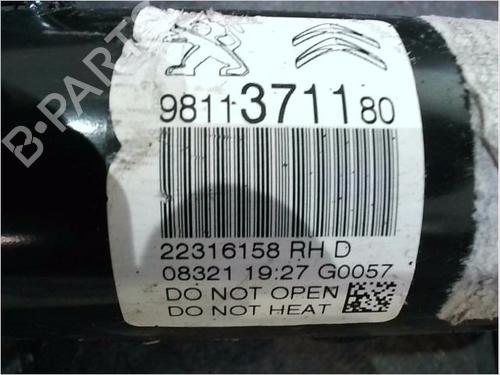 B-PARTS
9811371180
22316158 RH D
08321 19:27 G0057
DO NOT OPEN
DO NOT HEAT